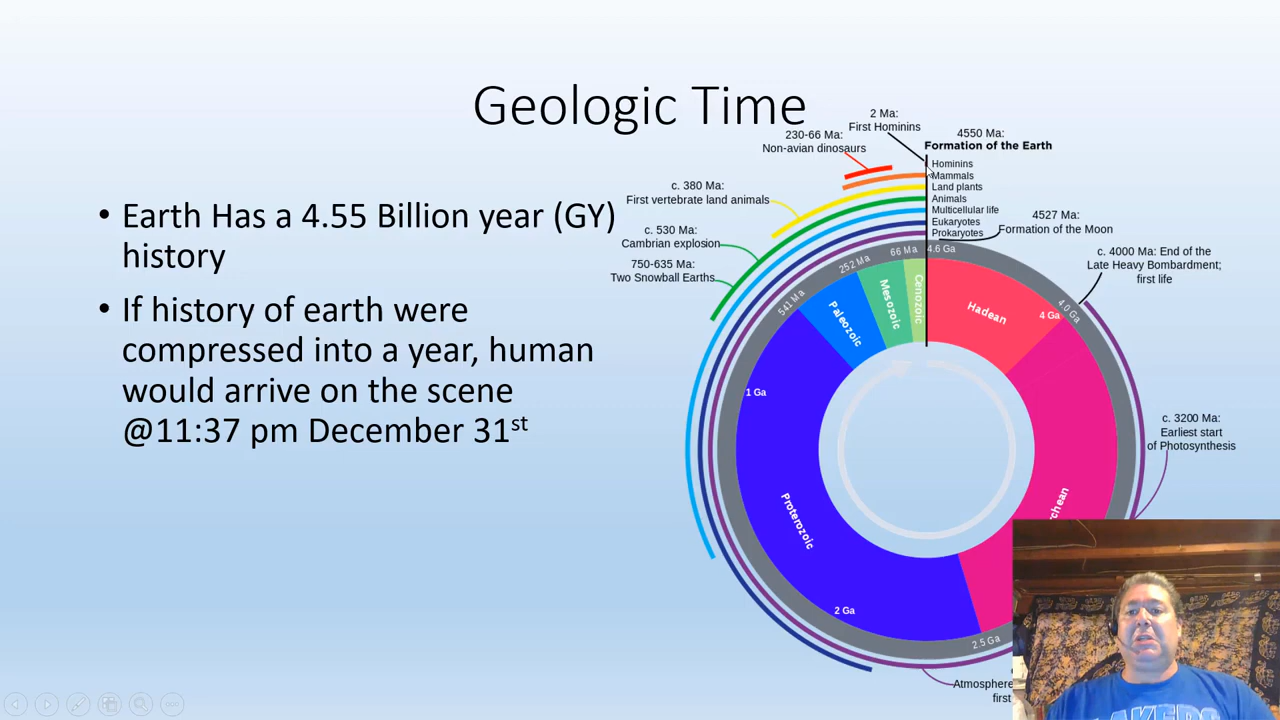 Geologic Time
• Earth Has a 4.55 Billion year (GY)
history
• If history of earth were
compressed into a year, human
would arrive on the scene
@11:37 pm December 31st
2 Ma:
First Hominins
230-66 Ma:
Non-avian dinosaurs
4550 Ma:
Formation of the Earth
Hominins
Mammals
Land plants
Animals
Multicellular life
Eukaryotes
Prokaryotes
c. 380 Ma:
First vertebrate land animals
4527 Ma:
Formation of the Moon
c. 530 Ma:
Cambrian explosion
750-635 Ma:
Two Snowball Earths
c. 4000 Ma: End of the
Late Heavy Bombardment;
first life
4.6 Ga
66 Ma
252 Ma
541 Ma
4.0 Ga
4 Ga
Hadean
Cenozoic
Mesozoic
Paleozoic
1 Ga
c. 3200 Ma:
Earliest start
of Photosynthesis
chean
Proterozoic
2 Ga
2.5 Ga
Atmosphere
first
LAKERS